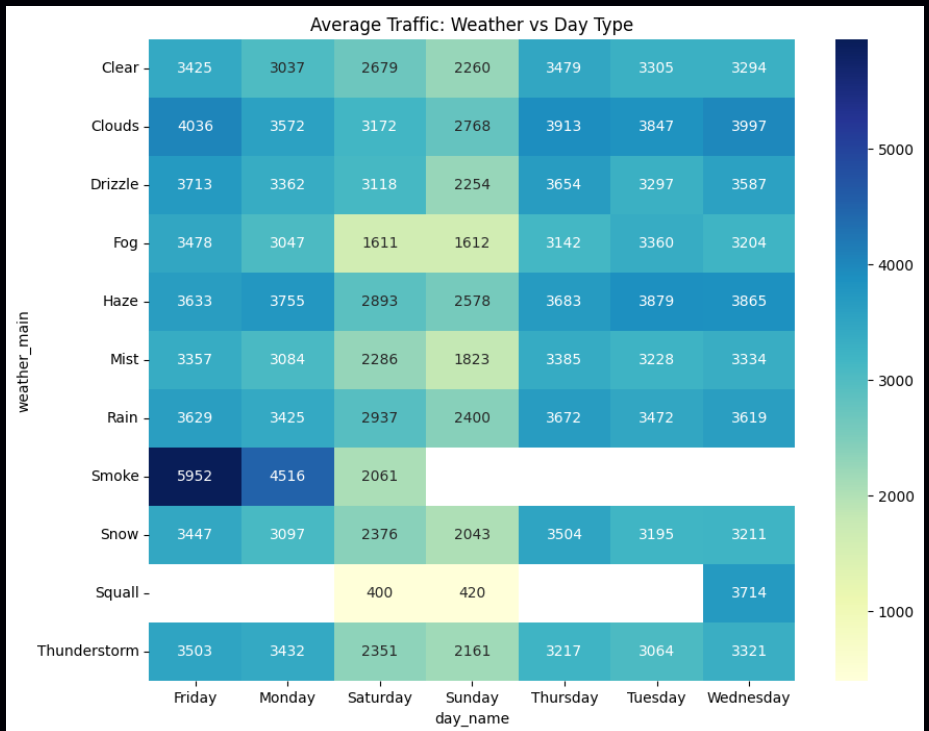 Average Traffic: Weather vs Day Type
Clear 3425 3037 2679 2260 3479 3305 3294
Clouds 4036 3572 3172 2768 3913 3847 3997
5000
Drizzle 3713 3362 3118 2254 3654 3297 3587
Fog 3478 3047 1611 1612 3142 3360 3204
4000
Haze 3633 3755 2893 2578 3683 3879 3865
weather_main
Mist 3357 3084 2286 1823 3385 3228 3334
3000
Rain 3629 3425 2937 2400 3672 3472 3619
Smoke 5952 4516 2061
2000
Snow 3447 3097 2376 2043 3504 3195 3211
Squall 400 420 3714
1000
Thunderstorm 3503 3432 2351 2161 3217 3064 3321
Friday Monday Saturday Sunday Thursday Tuesday Wednesday
day_name